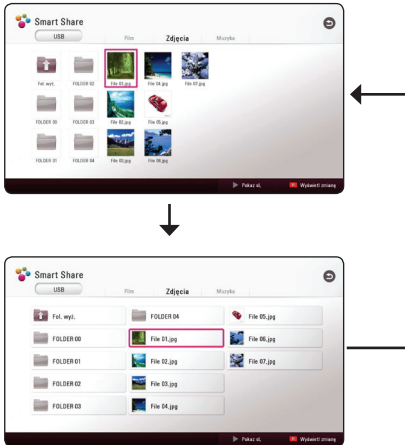 Smart Share
USB
Film Zdjęcia Muzyka
Fol. wyż. FOLDER 02 File 01.jpg File 04.jpg File 07.jpg
FOLDER 00 FOLDER 03 File 02.jpg File 05.jpg
FOLDER 01 FOLDER 04 File 03.jpg File 06.jpg
Pokaz sl. Wyświetl zmianę
Smart Share
USB
Film Zdjęcia Muzyka
Fol. wyż. FOLDER 04 File 05.jpg
FOLDER 00 File 01.jpg File 06.jpg
FOLDER 01 File 02.jpg File 07.jpg
FOLDER 02 File 03.jpg
FOLDER 03 File 04.jpg
Pokaz sl. Wyświetl zmianę